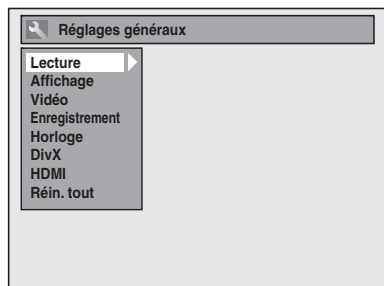 Réglages généraux
Lecture
Affichage
Vidéo
Enregistrement
Horloge
DivX
HDMI
Réin. tout